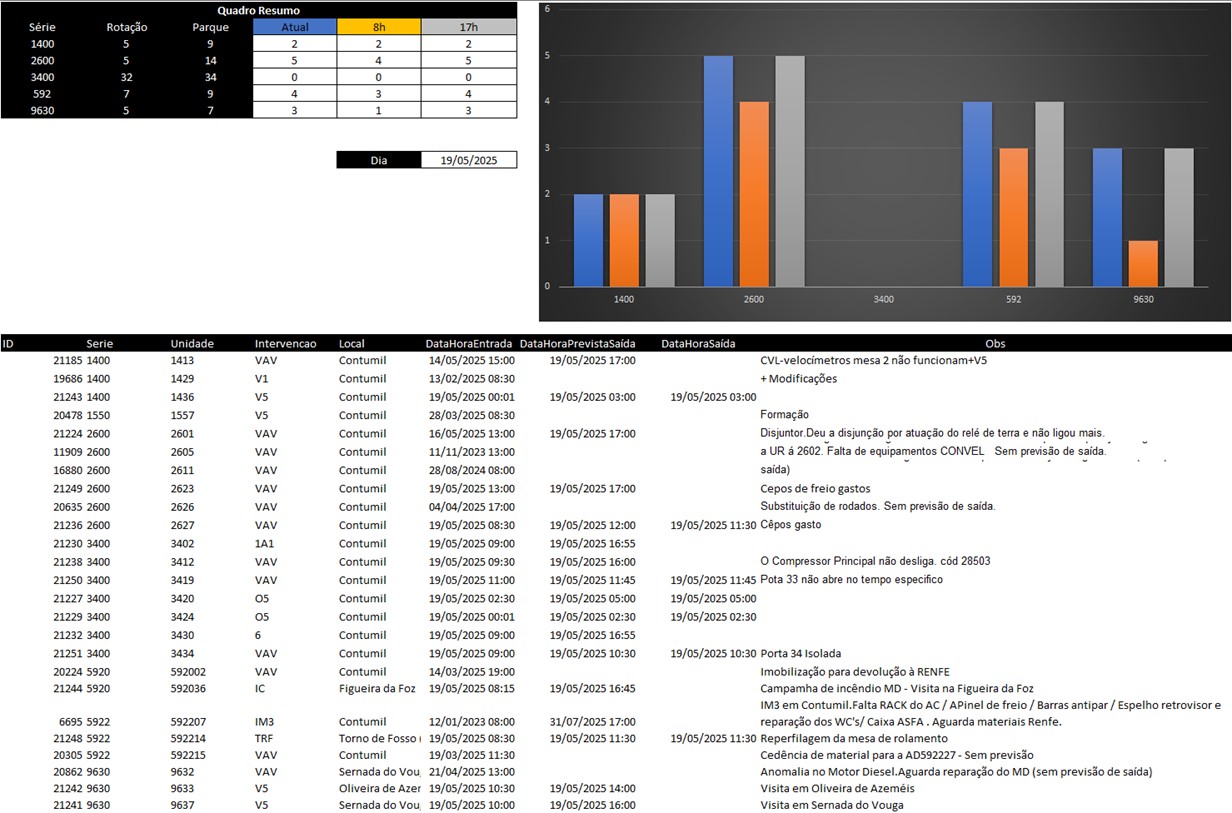 Quadro Resumo
Série Rotação Parque Atual 8h 17h
1400 5 9 2 2 2
2600 5 14 5 4 5
3400 32 34 0 0 0
592 7 9 4 3 4
9630 5 7 3 1 3
Dia 19/05/2025
6
5
4
3
2
1
0
1400 2600 3400 592 9630
ID Serie Unidade Intervencao Local DataHoraEntrada DataHoraPrevistaSaída DataHoraSaída Obs
21185 1400 1413 VAV Contumil 14/05/2025 15:00 19/05/2025 17:00 CVL-velocímetros mesa 2 não funcionam+V5
19686 1400 1429 V1 Contumil 13/02/2025 08:30 + Modificações
21243 1400 1436 V5 Contumil 19/05/2025 00:01 19/05/2025 03:00 19/05/2025 03:00
20478 1550 1557 V5 Contumil 28/03/2025 08:30 Formação
21224 2600 2601 VAV Contumil 16/05/2025 13:00 19/05/2025 17:00 Disjuntor.Deu a disjunção por atuação do relé de terra e não ligou mais.
11909 2600 2605 VAV Contumil 11/11/2023 13:00 a UR á 2602. Falta de equipamentos CONVEL Sem previsão de saída.
16880 2600 2611 VAV Contumil 28/08/2024 08:00 saída)
21249 2600 2623 VAV Contumil 19/05/2025 13:00 19/05/2025 17:00 Cepos de freio gastos
20635 2600 2626 VAV Contumil 04/04/2025 17:00 Substituição de rodados. Sem previsão de saída.
21236 2600 2627 VAV Contumil 19/05/2025 08:30 19/05/2025 12:00 19/05/2025 11:30 Cêpos gasto
21230 3400 3402 1A1 Contumil 19/05/2025 09:00 19/05/2025 16:55
21238 3400 3412 VAV Contumil 19/05/2025 09:30 19/05/2025 16:00 O Compressor Principal não desliga. cód 28503
21250 3400 3419 VAV Contumil 19/05/2025 11:00 19/05/2025 11:45 19/05/2025 11:45 Pota 33 não abre no tempo especifico
21227 3400 3420 O5 Contumil 19/05/2025 02:30 19/05/2025 05:00 19/05/2025 05:00
21229 3400 3424 O5 Contumil 19/05/2025 00:01 19/05/2025 02:30 19/05/2025 02:30
21232 3400 3430 6 Contumil 19/05/2025 09:00 19/05/2025 16:55
21251 3400 3434 VAV Contumil 19/05/2025 09:00 19/05/2025 10:30 19/05/2025 10:30 Porta 34 Isolada
20224 5920 592002 VAV Contumil 14/03/2025 19:00 Imobilização para devolução à RENFE
21244 5920 592036 IC Figueira da Foz 19/05/2025 08:15 19/05/2025 16:45 Campamha de incêndio MD - Visita na Figueira da Foz
IM3 em Contumil.Falta RACK do AC / APinel de freio / Barras antipar / Espelho retrovisor e
6695 5922 592207 IM3 Contumil 12/01/2023 08:00 31/07/2025 17:00 reparação dos WC's/ Caixa ASFA . Aguarda materiais Renfe.
21248 5922 592214 TRF Torno de Fosso ( 19/05/2025 08:30 19/05/2025 11:30 19/05/2025 11:30 Reperfilagem da mesa de rolamento
20305 5922 592215 VAV Contumil 19/03/2025 11:30 Cedência de material para a AD592227 - Sem previsão
20862 9630 9632 VAV Sernada do Vou 21/04/2025 13:00 Anomalia no Motor Diesel.Aguarda reparação do MD (sem previsão de saída)
21242 9630 9633 V5 Oliveira de Azer 19/05/2025 10:30 19/05/2025 14:00 Visita em Oliveira de Azeméis
21241 9630 9637 V5 Sernada do Vou 19/05/2025 10:00 19/05/2025 16:00 Visita em Sernada do Vouga